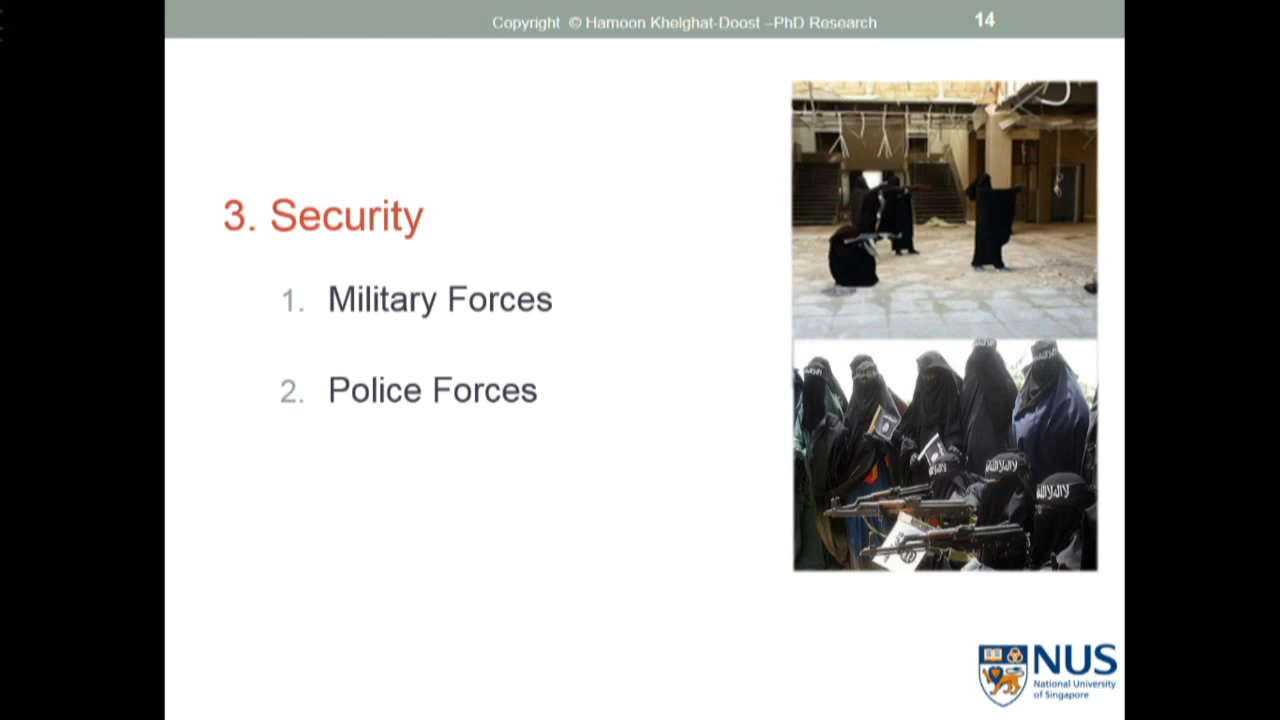 Copyright © Hamoon Khelghat-Doost –PhD Research
14
3. Security
1. Military Forces
2. Police Forces
NUS
National University
of Singapore